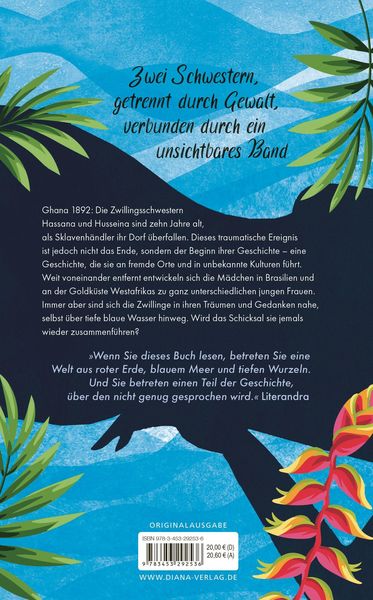 Zwei Schwestern,
getrennt durch Gewalt,
verbunden durch ein
unsichtbares Band
Ghana 1892: Die Zwillingsschwestern
Hassana und Husseina sind zehn Jahre alt,
als Sklavenhändler ihr Dorf überfallen. Dieses traumatische Ereignis
ist jedoch nicht das Ende, sondern der Beginn ihrer Geschichte – eine
Geschichte, die sie an fremde Orte und in unbekannte Kulturen führt.
Weit voneinander entfernt entwickeln sich die Mädchen in Brasilien und
an der Goldküste Westafrikas zu ganz unterschiedlichen jungen Frauen.
Immer aber sind sich die Zwillinge in ihren Träumen und Gedanken nahe,
selbst über tiefe blaue Wasser hinweg. Wird das Schicksal sie jemals
wieder zusammenführen?
»Wenn Sie dieses Buch lesen, betreten Sie eine
Welt aus roter Erde, blauem Meer und tiefen Wurzeln.
Und Sie betreten einen Teil der Geschichte,
über den nicht genug gesprochen wird.« Literandra
ORIGINALAUSGABE
ISBN 978-3-453-29253-6
20,00 € (D)
20,60 € (A)
9 783453 292536
WWW.DIANA-VERLAG.DE